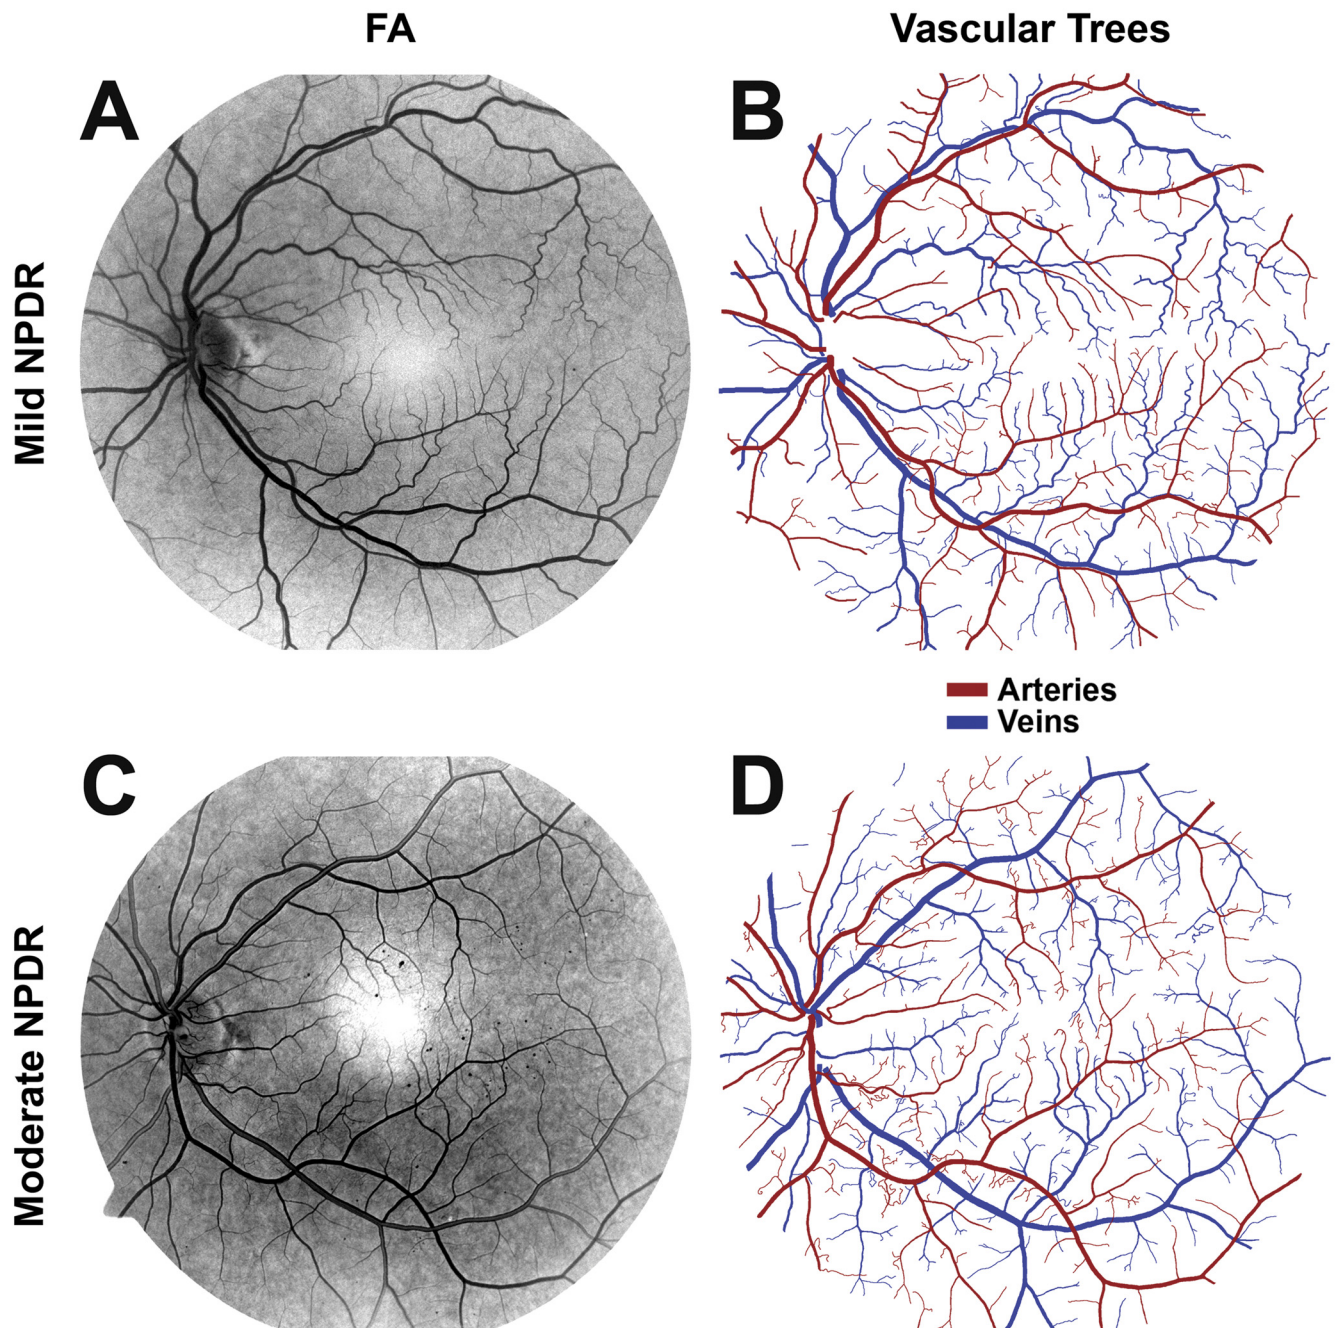 FA
Vascular Trees
A
B
Mild NPDR
Arteries
Veins
C
D
Moderate NPDR